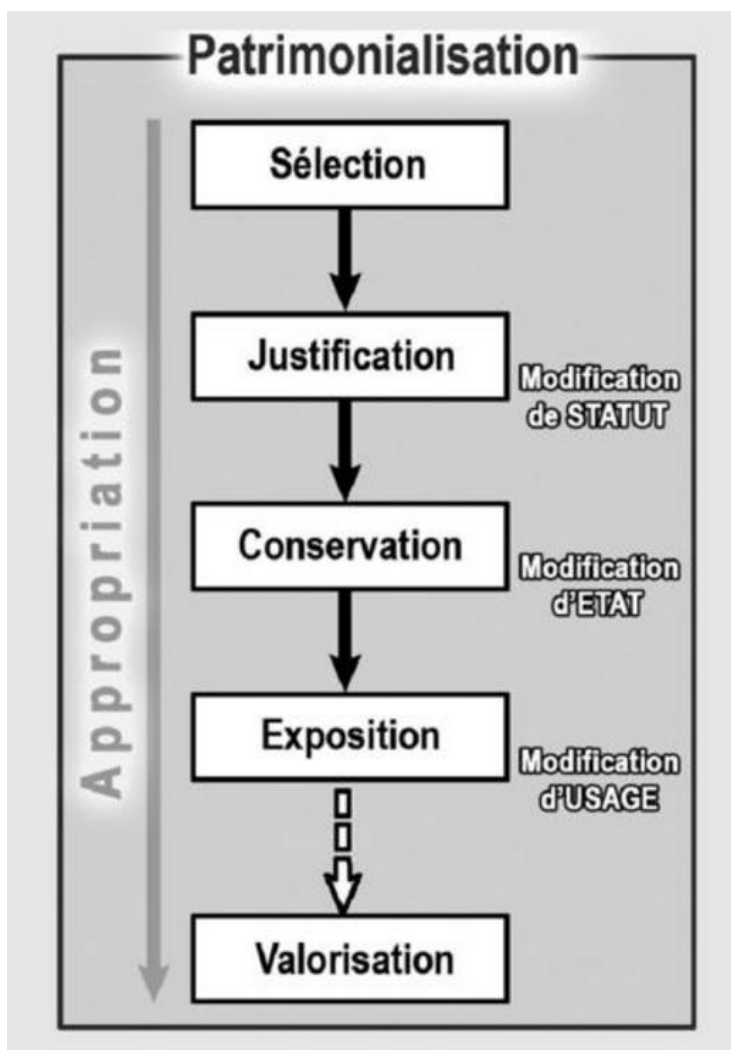 Patrimonialisation
Sélection
Justification
Modification
de STATUT
Conservation
Modification
d'ETAT
Exposition
Modification
d'USAGE
Valorisation
Appropriation